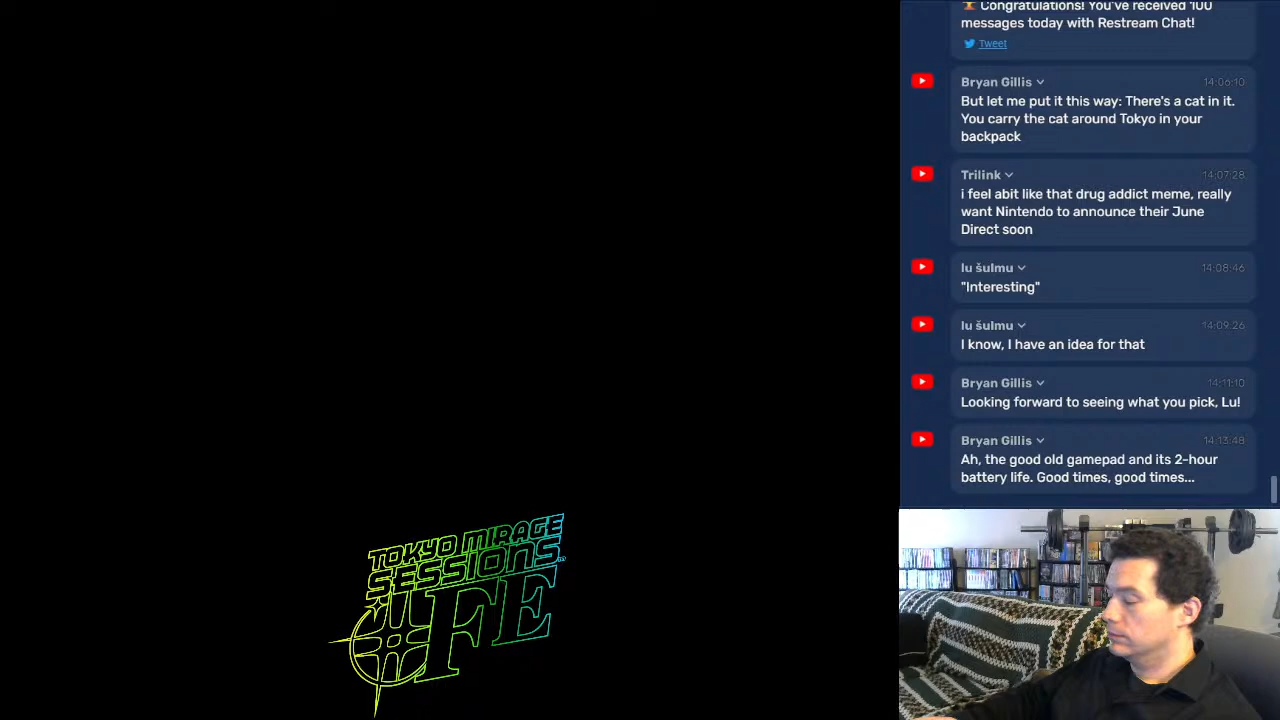 Congratulations! You've received 100
messages today with Restream Chat!
Tweet
Bryan Gillis 14:06:10
But let me put it this way: There's a cat in it.
You carry the cat around Tokyo in your
backpack
Trilink 14:07:28
i feel abit like that drug addict meme, really
want Nintendo to announce their June
Direct soon
lu šulmu 14:08:46
"Interesting"
lu šulmu 14:09:26
I know, I have an idea for that
Bryan Gillis 14:11:10
Looking forward to seeing what you pick, Lu!
Bryan Gillis 14:13:48
Ah, the good old gamepad and its 2-hour
battery life. Good times, good times...
TOKYO MIRAGE
SESSIONS
#FE